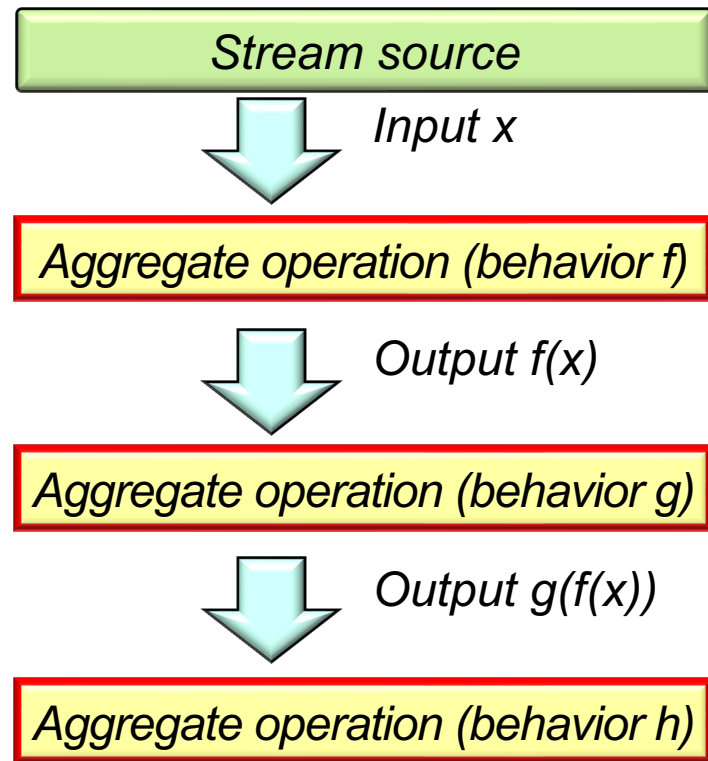 Stream source
Input x
Aggregate operation (behavior f)
Output f(x)
Aggregate operation (behavior g)
Output g(f(x))
Aggregate operation (behavior h)